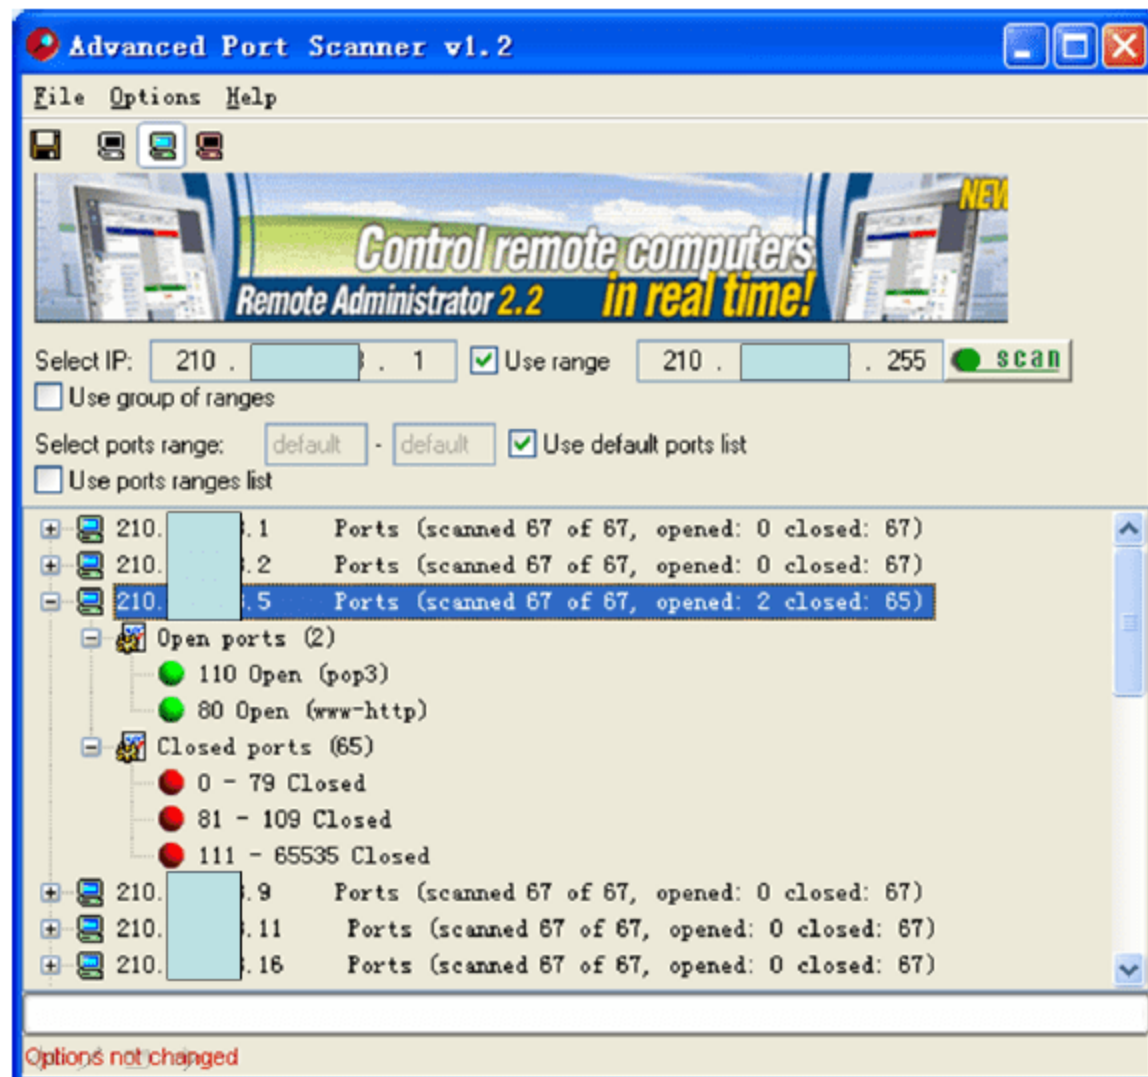 Advanced Port Scanner v1.2
File Options Help
NEW
Control remote computers
Remote Administrator 2.2 in real time!
Select IP: 210 . . 1 Use range 210 . . 255 scan
Use group of ranges
Select ports range: default - default Use default ports list
Use ports ranges list
210. .1 Ports (scanned 67 of 67, opened: 0 closed: 67)
210. .2 Ports (scanned 67 of 67, opened: 0 closed: 67)
210. .5 Ports (scanned 67 of 67, opened: 2 closed: 65)
Open ports (2)
110 Open (pop3)
80 Open (www-http)
Closed ports (65)
0 - 79 Closed
81 - 109 Closed
111 - 65535 Closed
210. .9 Ports (scanned 67 of 67, opened: 0 closed: 67)
210. .11 Ports (scanned 67 of 67, opened: 0 closed: 67)
210. .16 Ports (scanned 67 of 67, opened: 0 closed: 67)
Options not changed